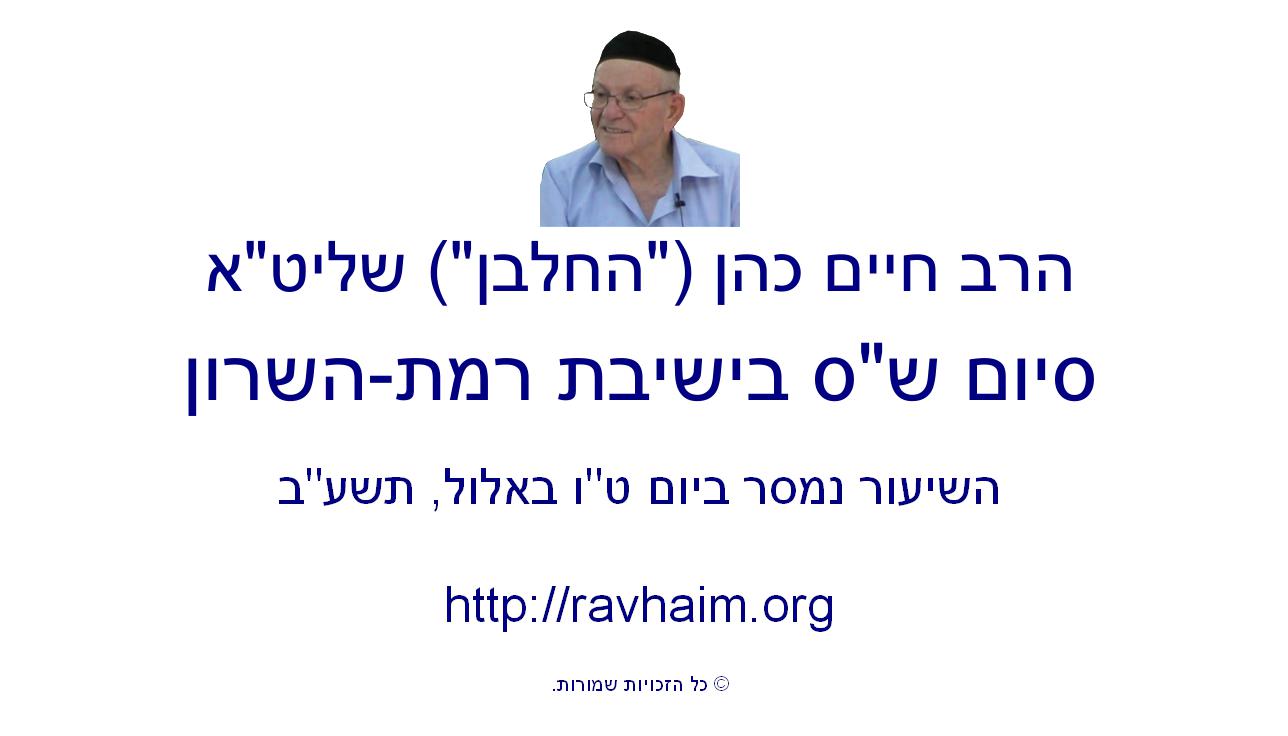 הרב חיים כהן ("החלבן") שליט"א
סיום ש"ס בישיבת רמת-השרון
השיעור נמסר ביום ט''ו באלול, תשע''ב
http://ravhaim.org
© כל הזכויות שמורות.